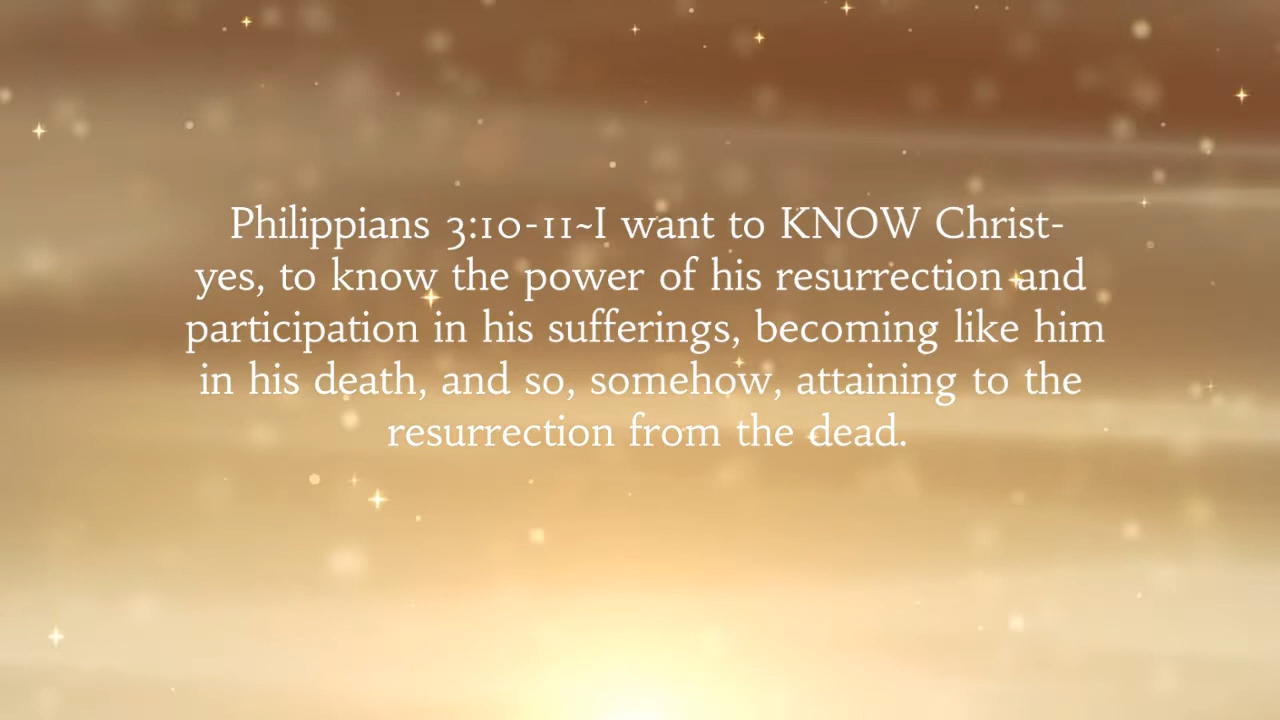 Philippians 3:10-11~I want to KNOW Christ-
yes, to know the power of his resurrection and
participation in his sufferings, becoming like him
in his death, and so, somehow, attaining to the
resurrection from the dead.